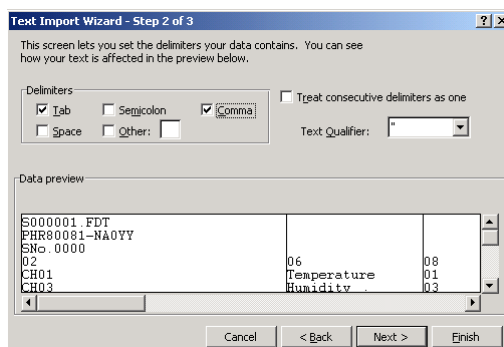 Text Import Wizard - Step 2 of 3
This screen lets you set the delimiters your data contains. You can see
how your text is affected in the preview below.
Delimiters
Tab Semicolon Comma
Space Other:
Treat consecutive delimiters as one
Text Qualifier: "
Data preview
S000001.FDT
PHR80081-NA0YY
SNo.0000
02 06 08
CH01 Temperature 01
CH03 Humidity . 03
Cancel < Back Next > Finish